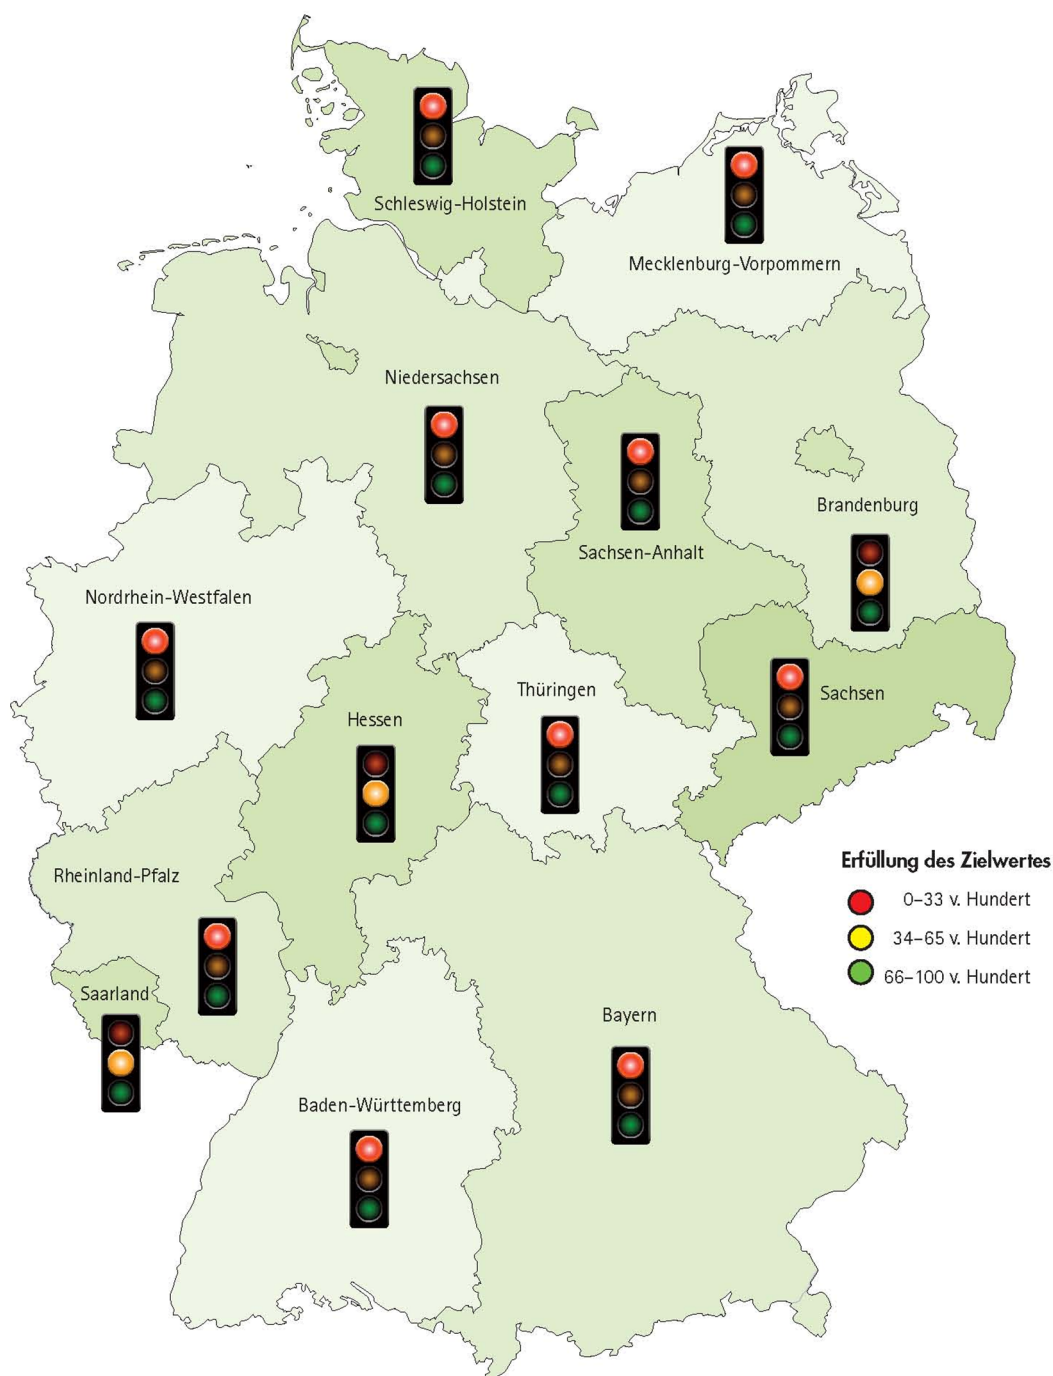 Schleswig-Holstein
Mecklenburg-Vorpommern
Niedersachsen
Brandenburg
Sachsen-Anhalt
Nordrhein-Westfalen
Thüringen
Sachsen
Hessen
Rheinland-Pfalz
Saarland
Bayern
Baden-Württemberg
Erfüllung des Zielwertes
0–33 v. Hundert
34–65 v. Hundert
66–100 v. Hundert